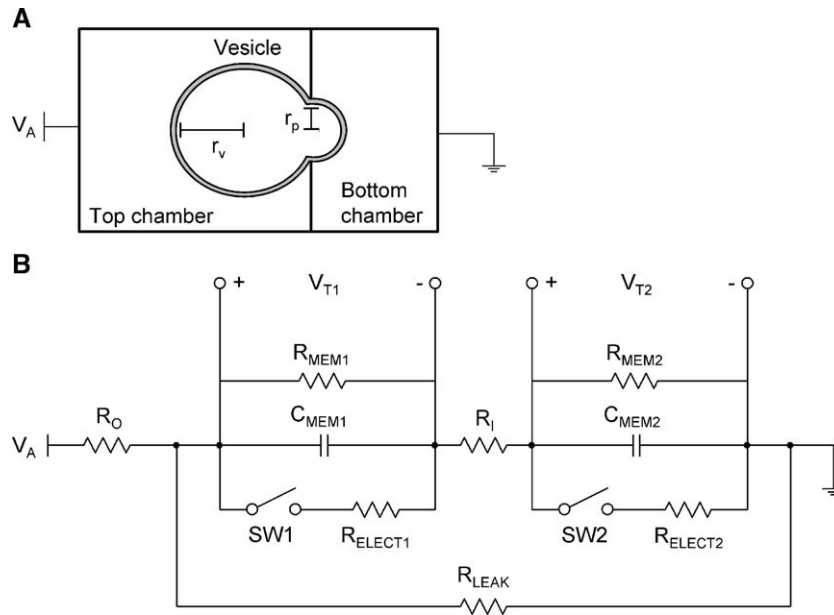 A
Vesicle
V_A
r_p
r_v
Top chamber
Bottom
chamber
B
+ V_T1 - + V_T2 -
R_MEM1 R_MEM2
R_O C_MEM1 R_I C_MEM2
V_A
SW1 R_ELECT1 SW2 R_ELECT2
R_LEAK